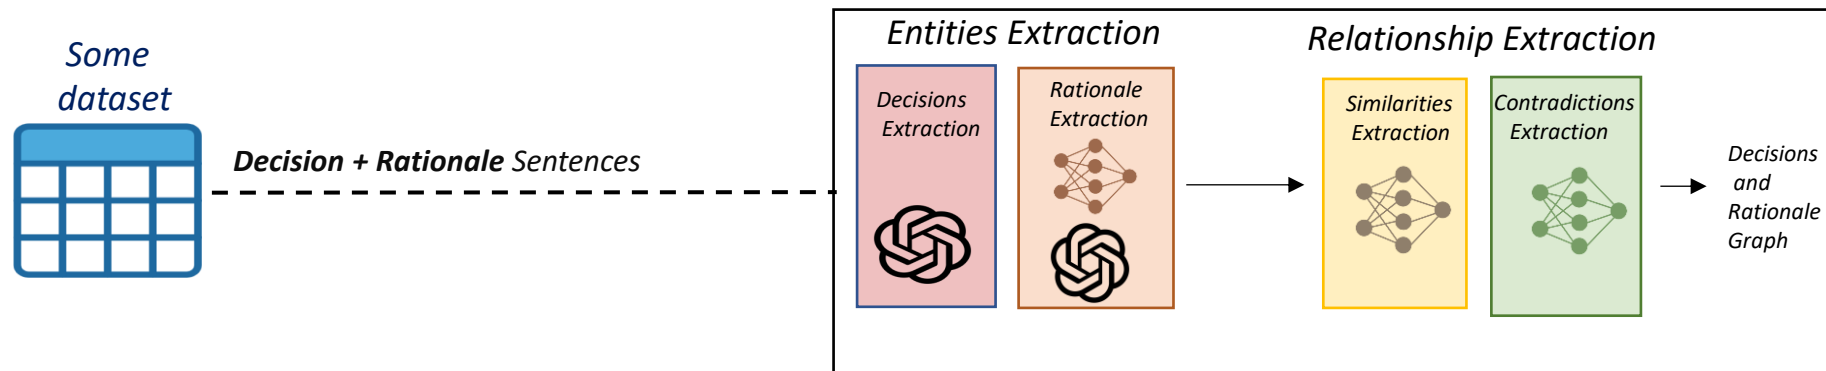 Some
dataset
Decision + Rationale Sentences
Entities Extraction
Decisions
Extraction
Rationale
Extraction
Relationship Extraction
Similarities
Extraction
Contradictions
Extraction
Decisions
and
Rationale
Graph